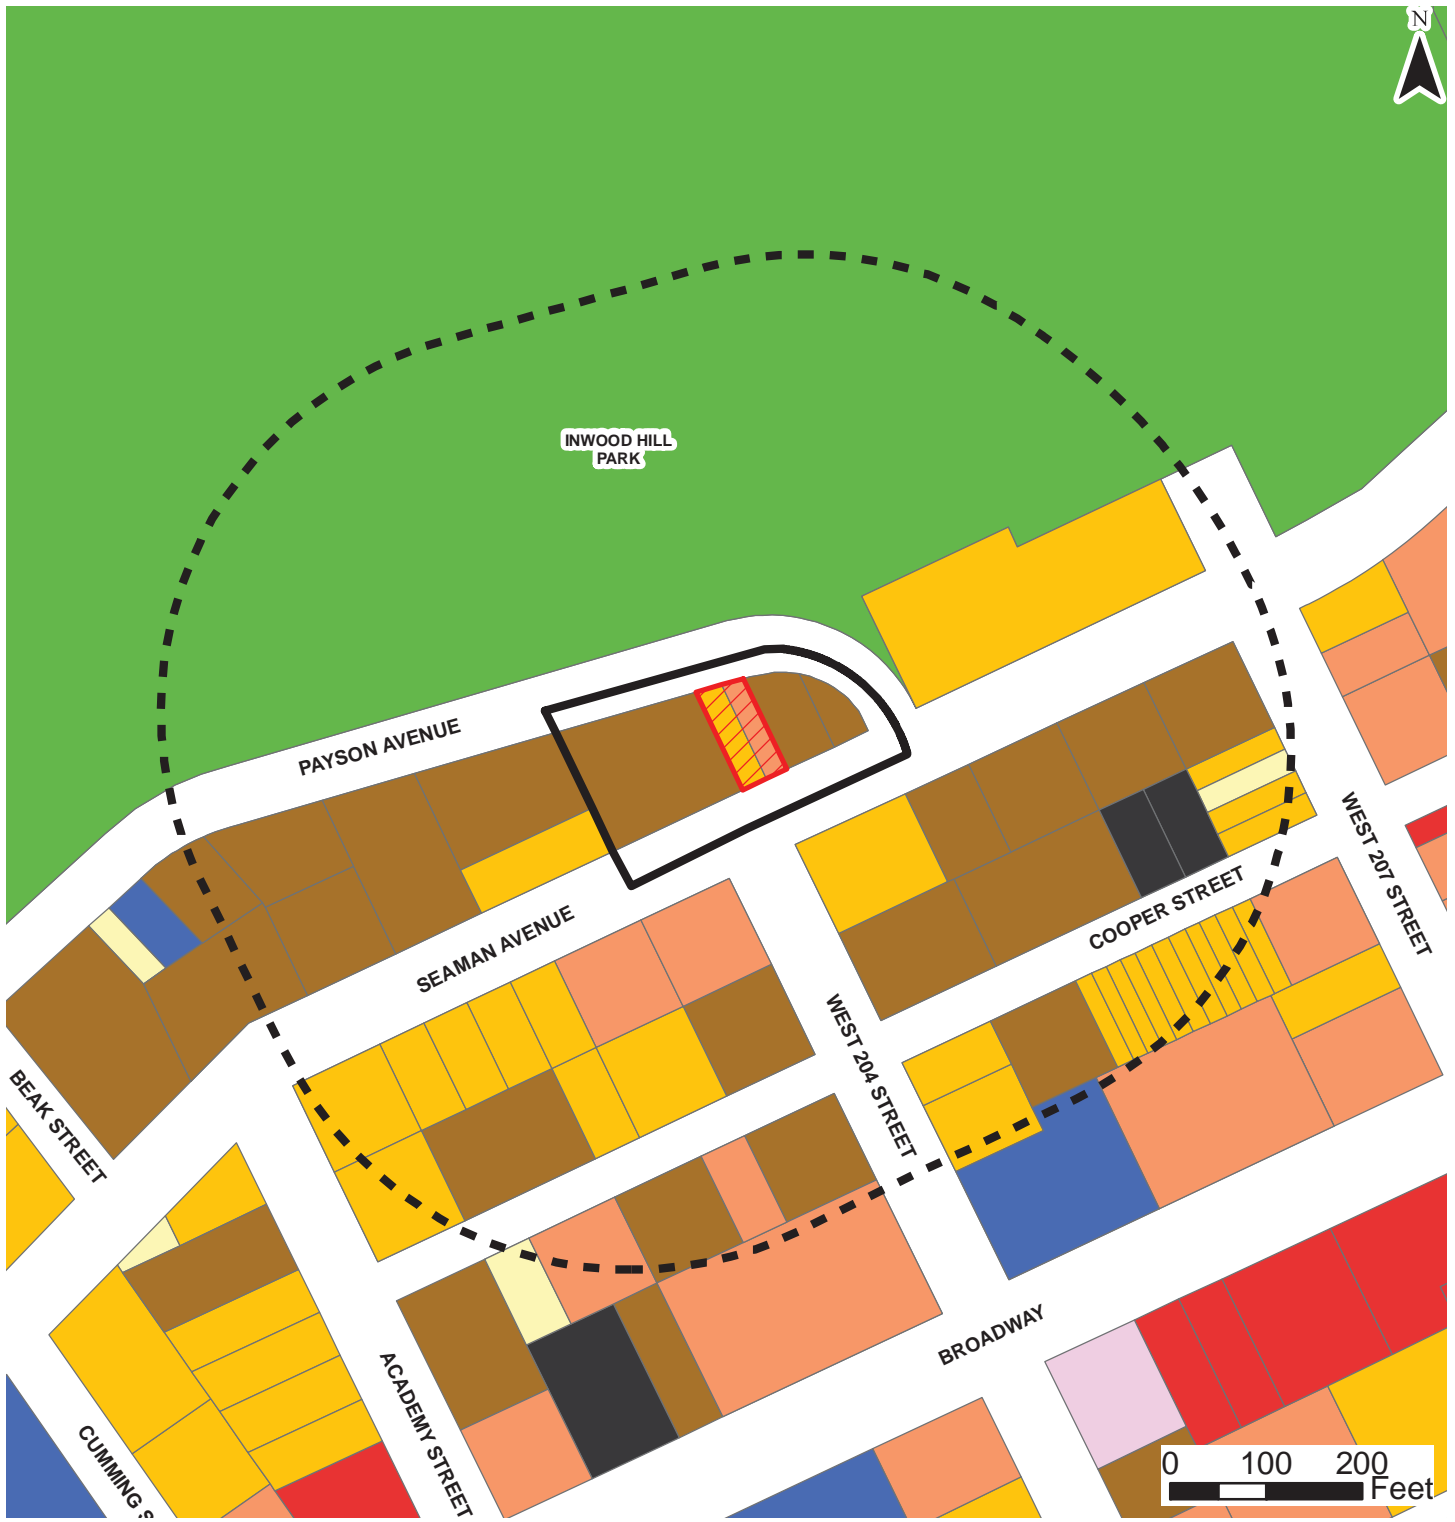 N
INWOOD HILL
PARK
PAYSON AVENUE
SEAMAN AVENUE
COOPER STREET
WEST 207 STREET
WEST 204 STREET
BEAK STREET
BROADWAY
ACADEMY STREET
CUMMING S
0 100 200
Feet